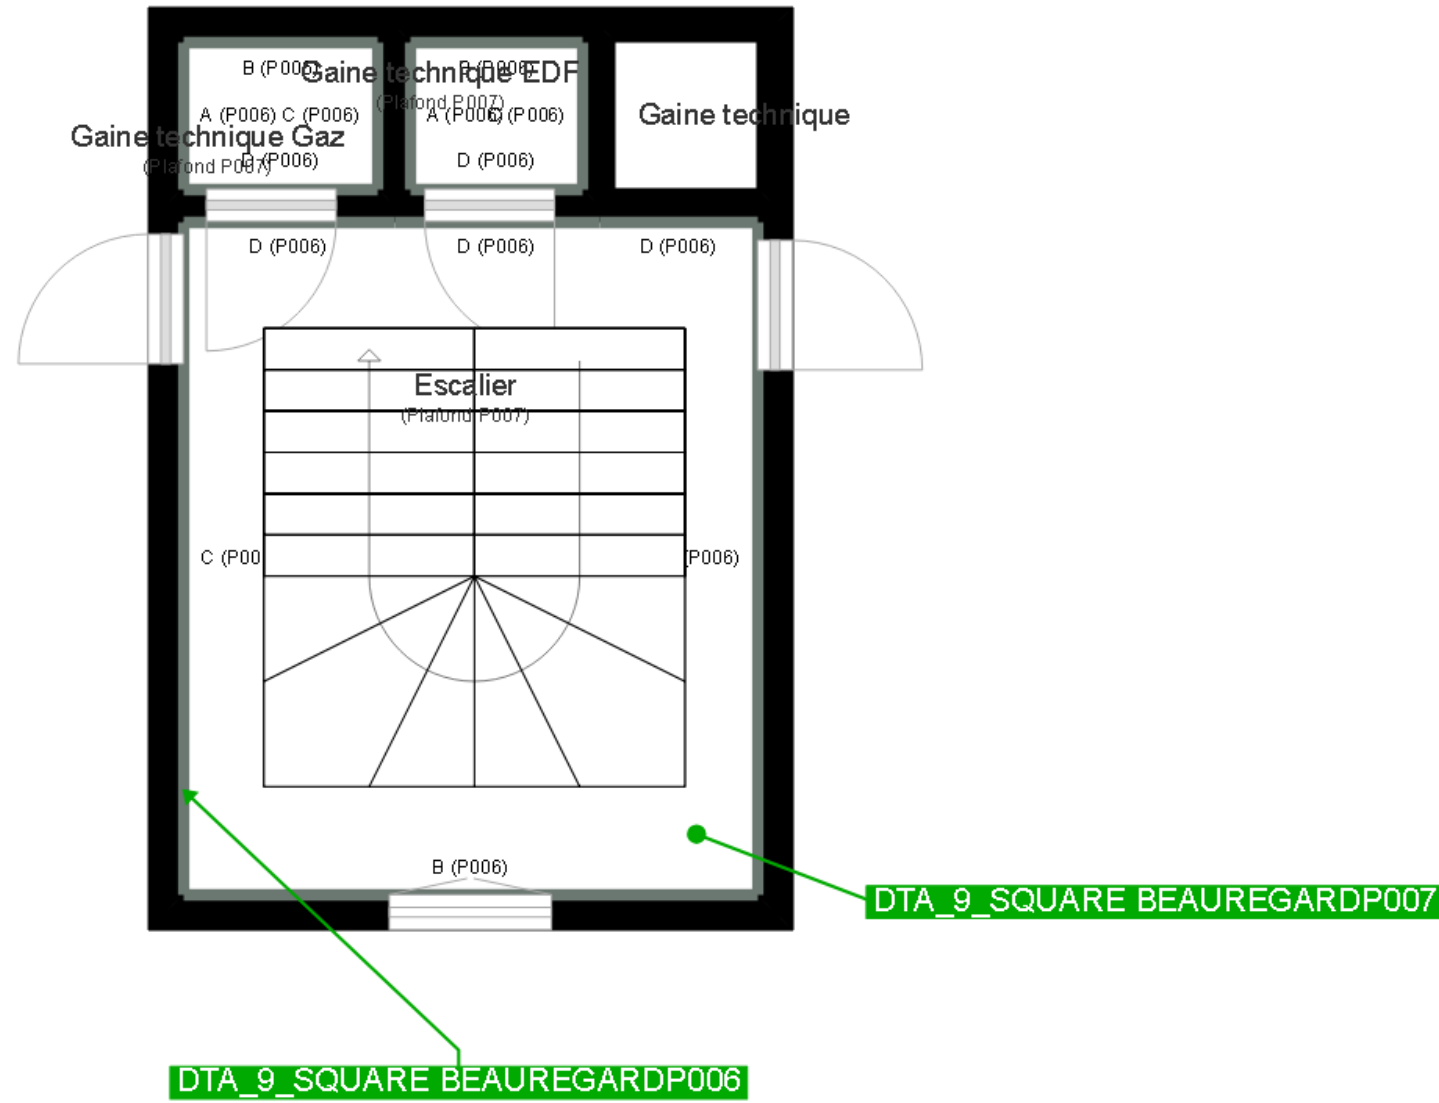 B (P006)
Gaine technique EDF
B (P006)
(Plafond P007)
A (P006) C (P006)
A (P006)
C (P006)
Gaine technique
Gaine technique Gaz
(Plafond P007)
D (P006)
D (P006)
D (P006)
D (P006)
D (P006)
Escalier
(Plafond P007)
C (P00
P006)
B (P006)
DTA_9_SQUARE BEAUREGARDP007
DTA_9_SQUARE BEAUREGARDP006